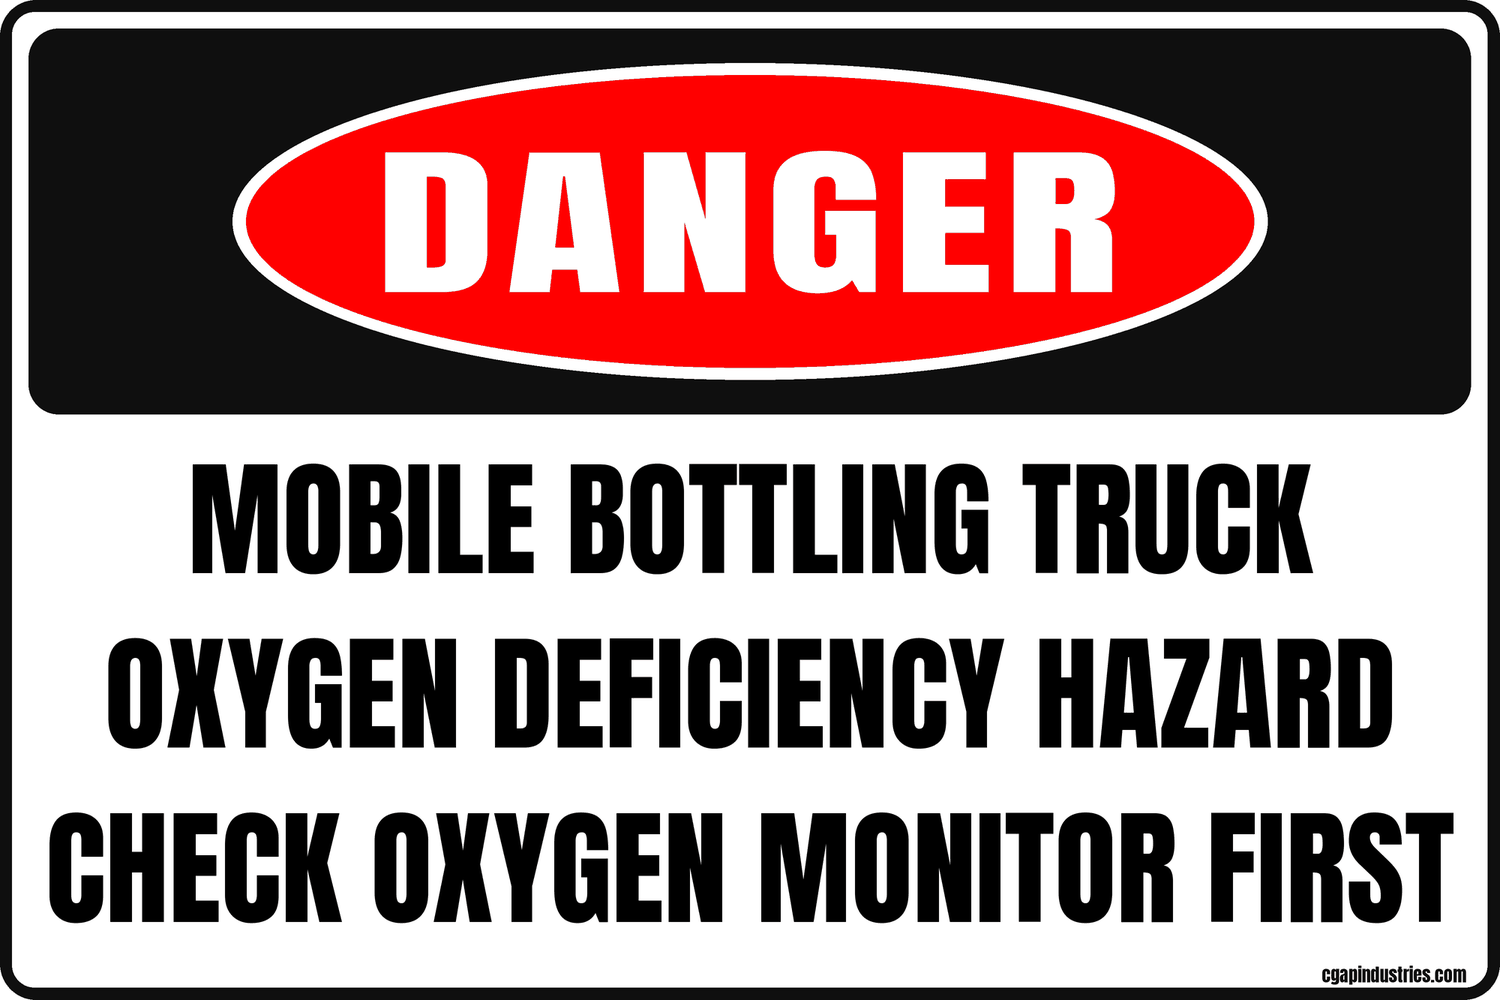 DANGER
MOBILE BOTTLING TRUCK
OXYGEN DEFICIENCY HAZARD
CHECK OXYGEN MONITOR FIRST
cgapindustries.com